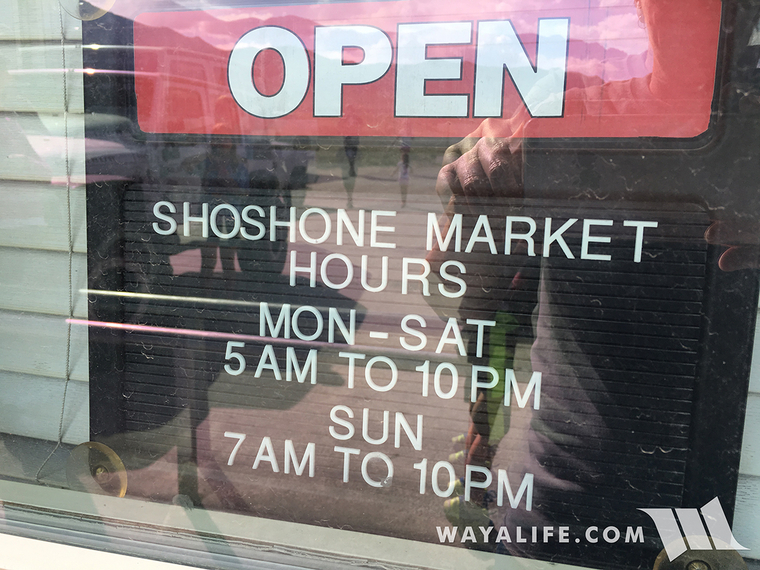 OPEN
SHOSHONE MARKET
HOURS
MON-SAT
5AM TO 10PM
SUN
7AM TO 10PM
WAYALIFE.COM